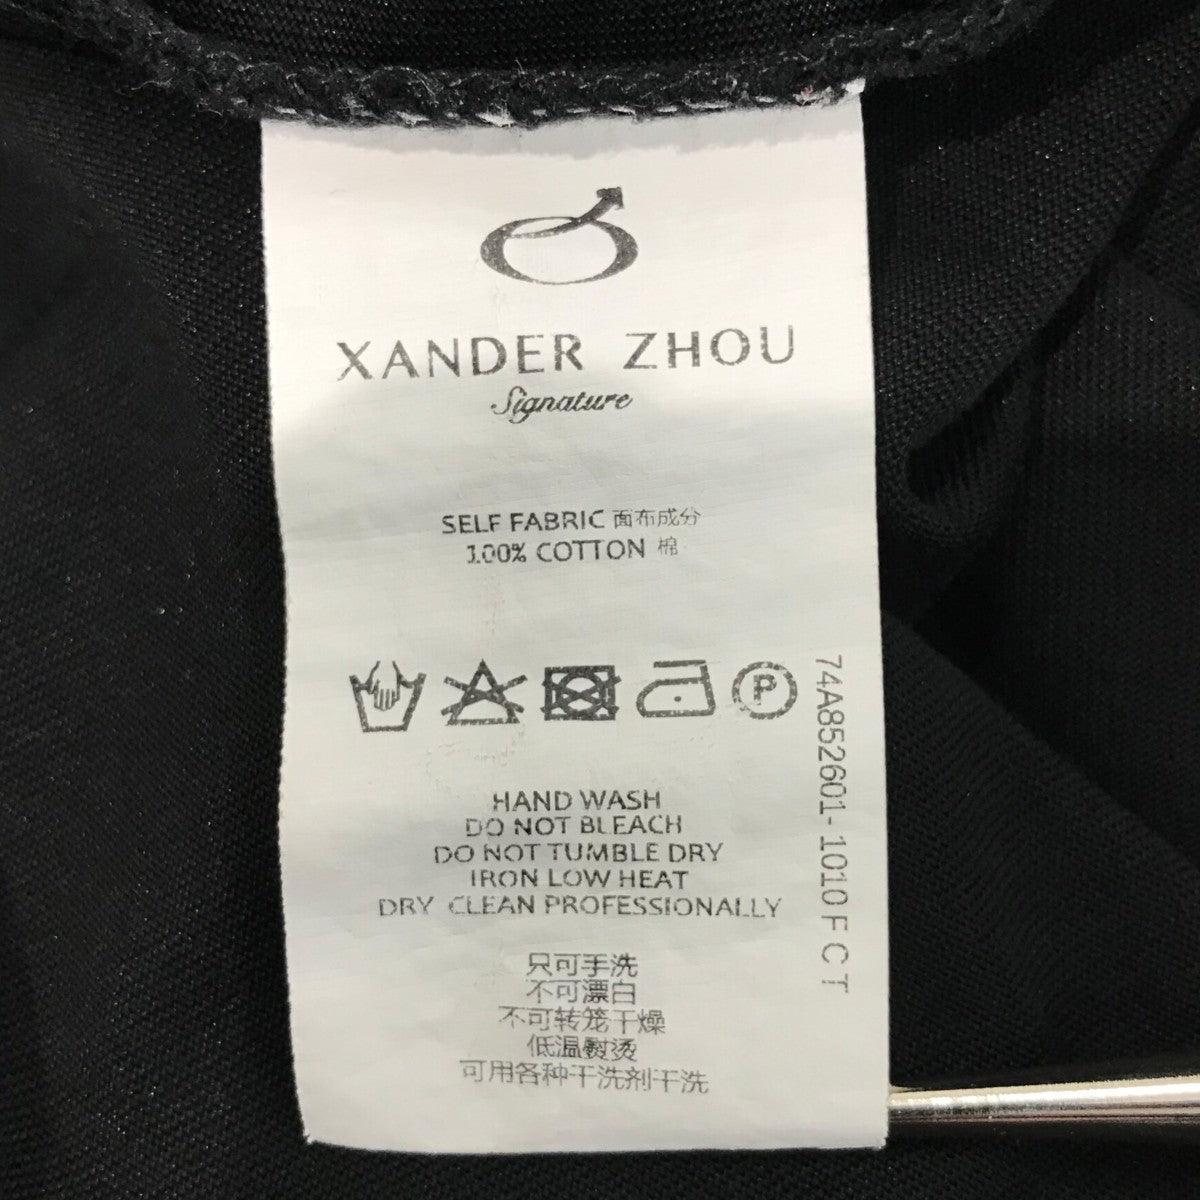 XANDER ZHOU
Signature
SELF FABRIC 面布成分
100% COTTON 棉
P
HAND WASH
DO NOT BLEACH
DO NOT TUMBLE DRY
IRON LOW HEAT
DRY CLEAN PROFESSIONALLY
只可手洗
不可漂白
不可转笼干燥
低温熨烫
可用各种干洗剂干洗
74A852601-1010 F C T